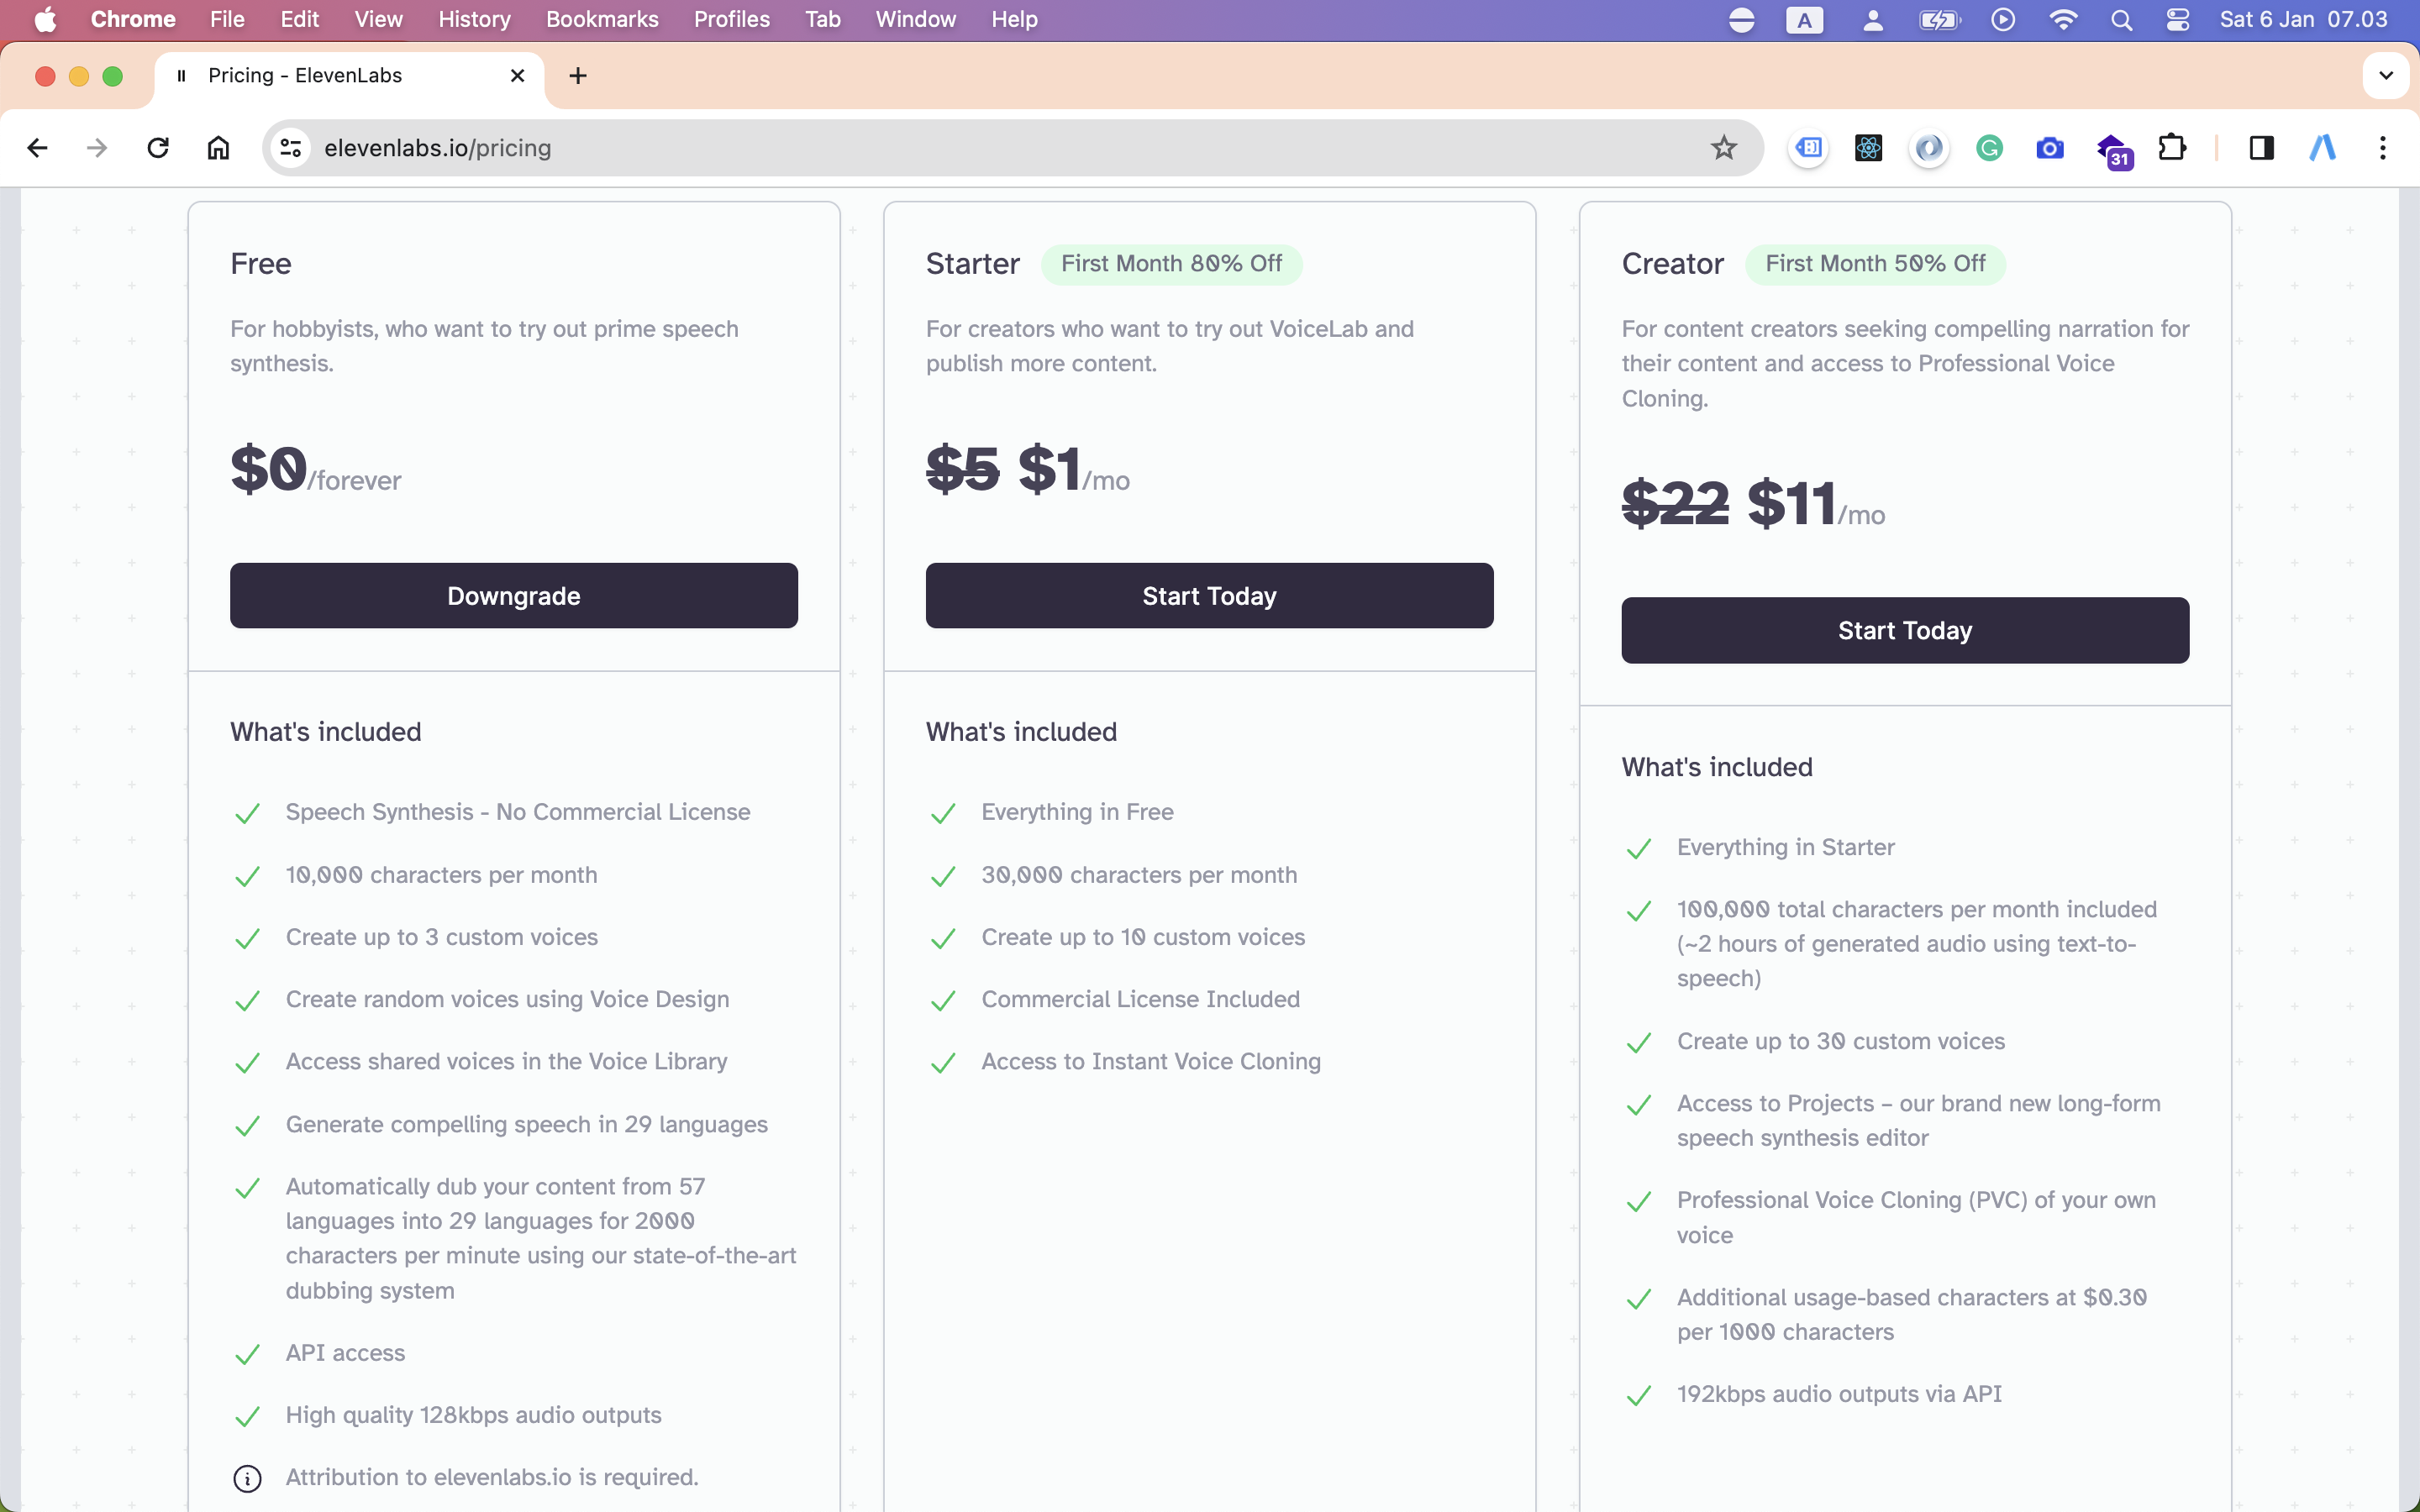 Chrome File Edit View History Bookmarks Profiles Tab Window Help
A
Sat 6 Jan 07.03
Pricing - ElevenLabs
elevenlabs.io/pricing
31
Free
For hobbyists, who want to try out prime speech
synthesis.
$0/forever
Downgrade
What's included
Speech Synthesis - No Commercial License
10,000 characters per month
Create up to 3 custom voices
Create random voices using Voice Design
Access shared voices in the Voice Library
Generate compelling speech in 29 languages
Automatically dub your content from 57
languages into 29 languages for 2000
characters per minute using our state-of-the-art
dubbing system
API access
High quality 128kbps audio outputs
Attribution to elevenlabs.io is required.
Starter
First Month 80% Off
For creators who want to try out VoiceLab and
publish more content.
$5 $1/mo
Start Today
What's included
Everything in Free
30,000 characters per month
Create up to 10 custom voices
Commercial License Included
Access to Instant Voice Cloning
Creator
First Month 50% Off
For content creators seeking compelling narration for
their content and access to Professional Voice
Cloning.
$22 $11/mo
Start Today
What's included
Everything in Starter
100,000 total characters per month included
(~2 hours of generated audio using text-to-
speech)
Create up to 30 custom voices
Access to Projects – our brand new long-form
speech synthesis editor
Professional Voice Cloning (PVC) of your own
voice
Additional usage-based characters at $0.30
per 1000 characters
192kbps audio outputs via API